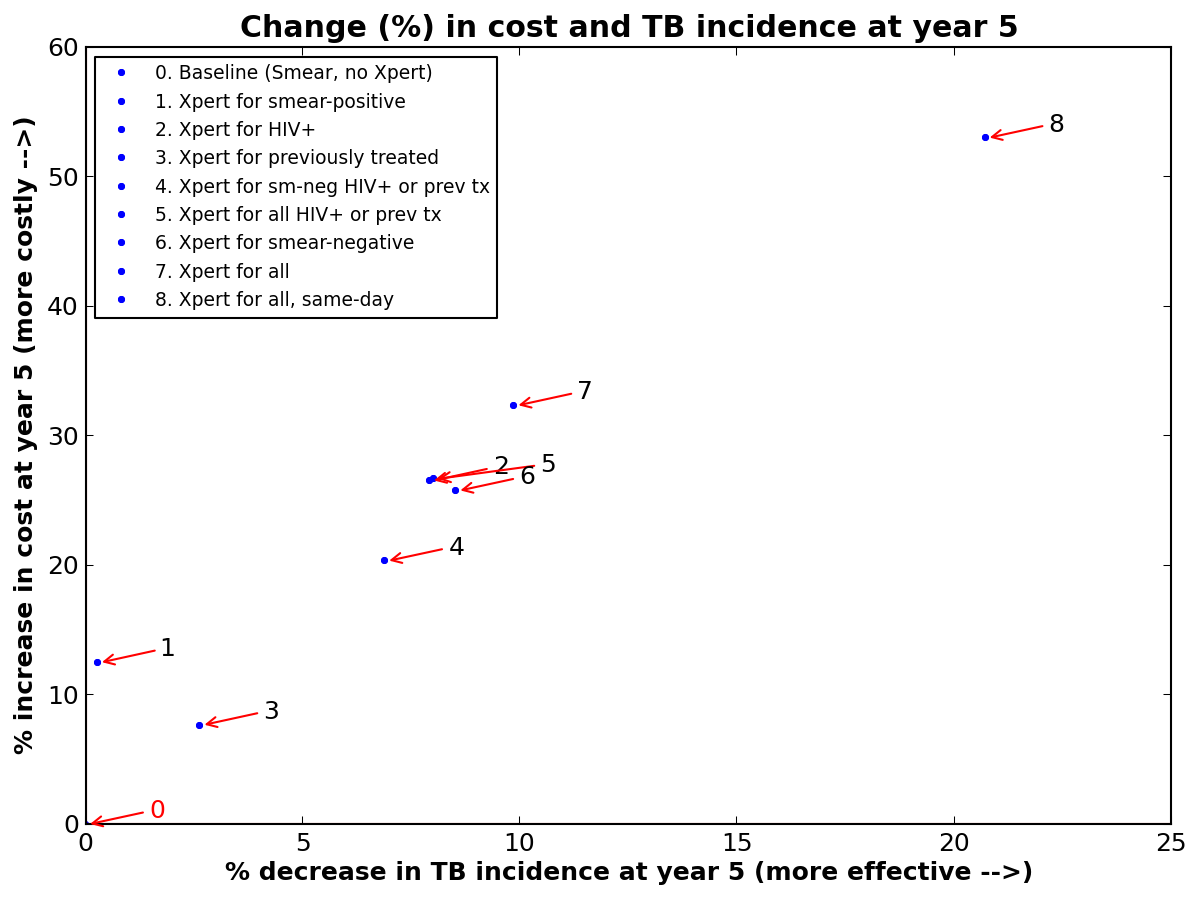 Change (%) in cost and TB incidence at year 5
% increase in cost at year 5 (more costly -->)
60
50
40
30
20
10
0
0. Baseline (Smear, no Xpert)
1. Xpert for smear-positive
2. Xpert for HIV+
3. Xpert for previously treated
4. Xpert for sm-neg HIV+ or prev tx
5. Xpert for all HIV+ or prev tx
6. Xpert for smear-negative
7. Xpert for all
8. Xpert for all, same-day
8
7
2
5
6
4
1
3
0
0
5
10
15
20
25
% decrease in TB incidence at year 5 (more effective -->)